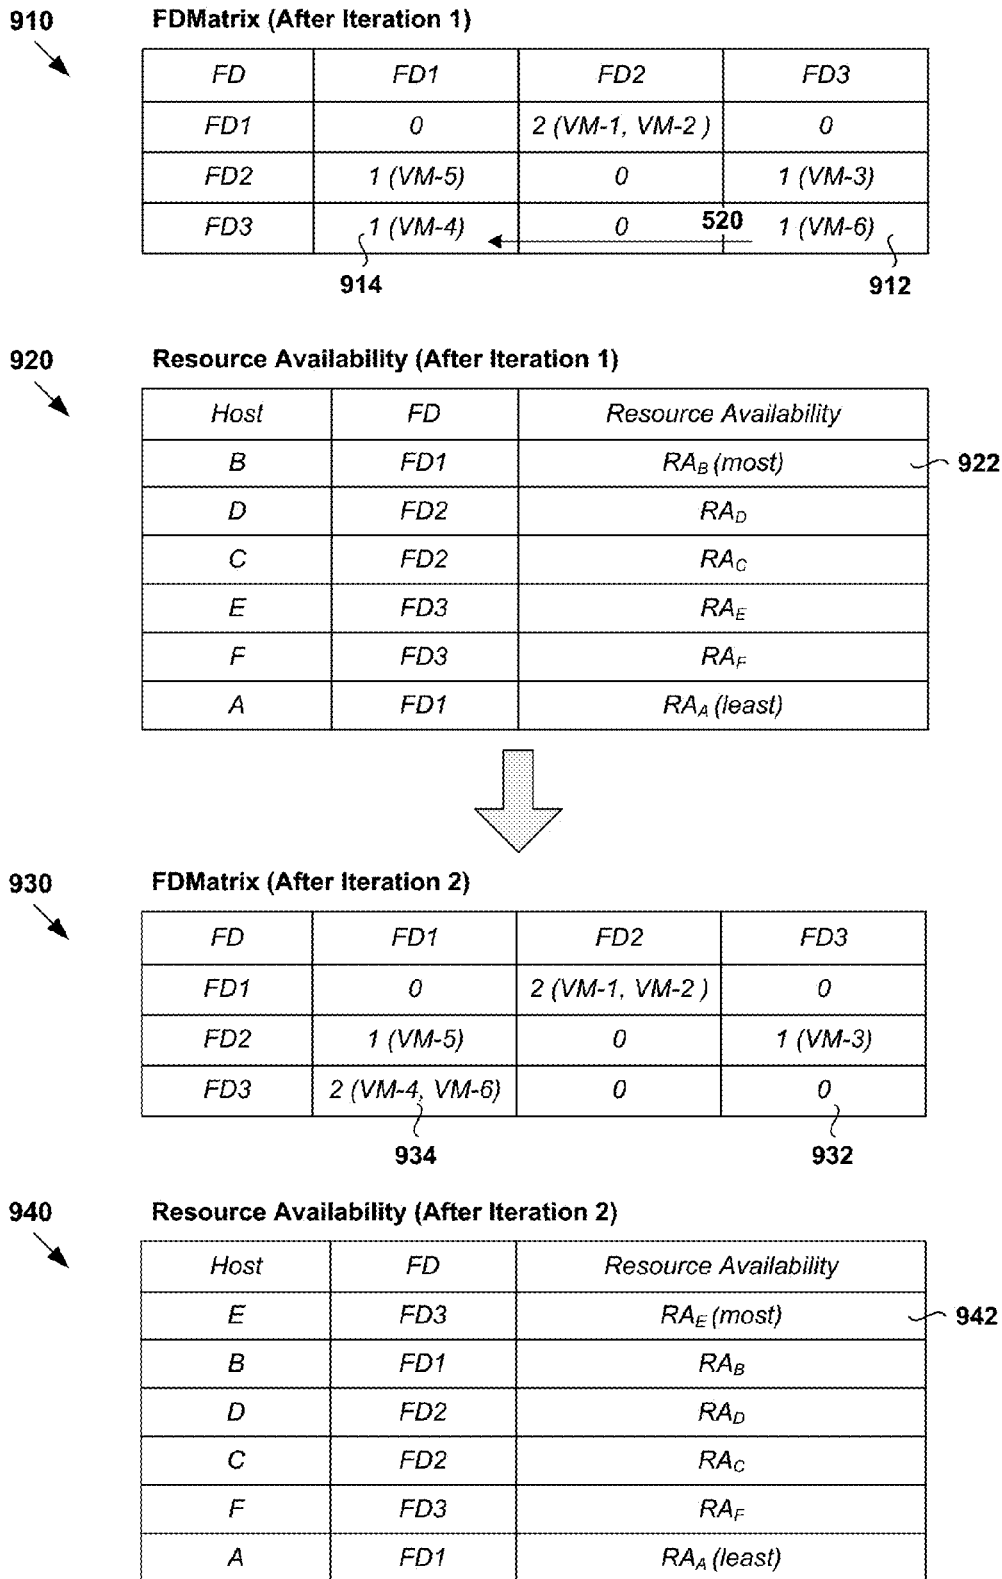 910 FDMatrix (After Iteration 1)
FD FD1 FD2 FD3
FD1 0 2 (VM-1, VM-2 ) 0
FD2 1 (VM-5) 0 1 (VM-3)
FD3 1 (VM-4) 0 520 1 (VM-6)
914 912
920 Resource Availability (After Iteration 1)
Host FD Resource Availability
B FD1 RAB (most) 922
D FD2 RAD
C FD2 RAC
E FD3 RAE
F FD3 RAF
A FD1 RAA (least)
930 FDMatrix (After Iteration 2)
FD FD1 FD2 FD3
FD1 0 2 (VM-1, VM-2 ) 0
FD2 1 (VM-5) 0 1 (VM-3)
FD3 2 (VM-4, VM-6) 0 0
934 932
940 Resource Availability (After Iteration 2)
Host FD Resource Availability
E FD3 RAE (most) 942
B FD1 RAB
D FD2 RAD
C FD2 RAC
F FD3 RAF
A FD1 RAA (least)